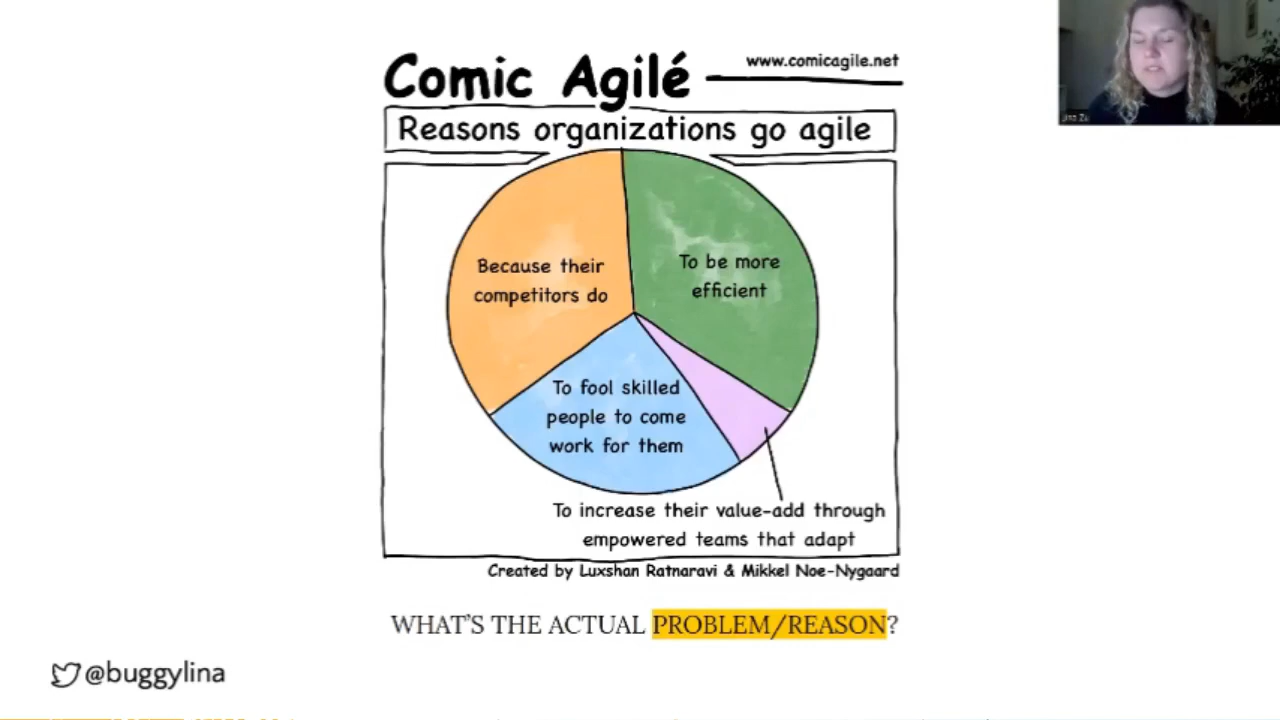 Comic Agilé
www.comicagile.net
Reasons organizations go agile
Because their
competitors do
To be more
efficient
To fool skilled
people to come
work for them
To increase their value-add through
empowered teams that adapt
Created by Luxshan Ratnaravi & Mikkel Noe-Nygaard
WHAT'S THE ACTUAL PROBLEM/REASON?
@buggylina